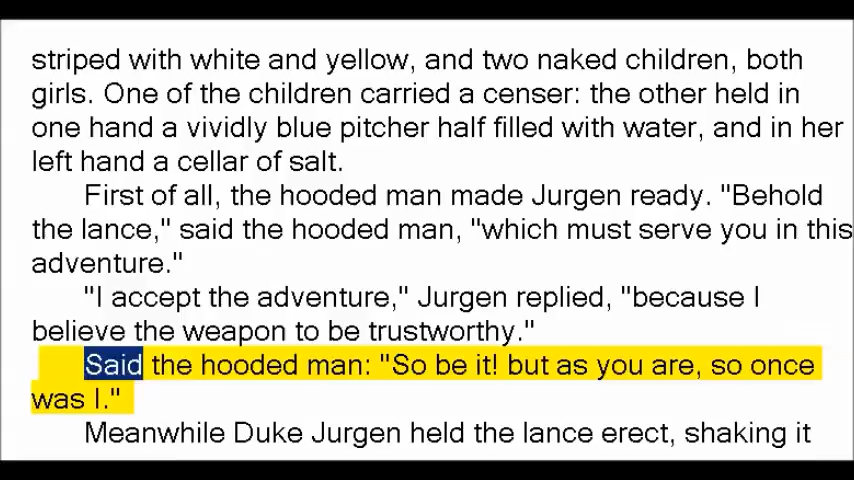 striped with white and yellow, and two naked children, both
girls. One of the children carried a censer: the other held in
one hand a vividly blue pitcher half filled with water, and in her
left hand a cellar of salt.
First of all, the hooded man made Jurgen ready. "Behold
the lance," said the hooded man, "which must serve you in this
adventure."
"I accept the adventure," Jurgen replied, "because I
believe the weapon to be trustworthy."
Said the hooded man: "So be it! but as you are, so once
was I."
Meanwhile Duke Jurgen held the lance erect, shaking it